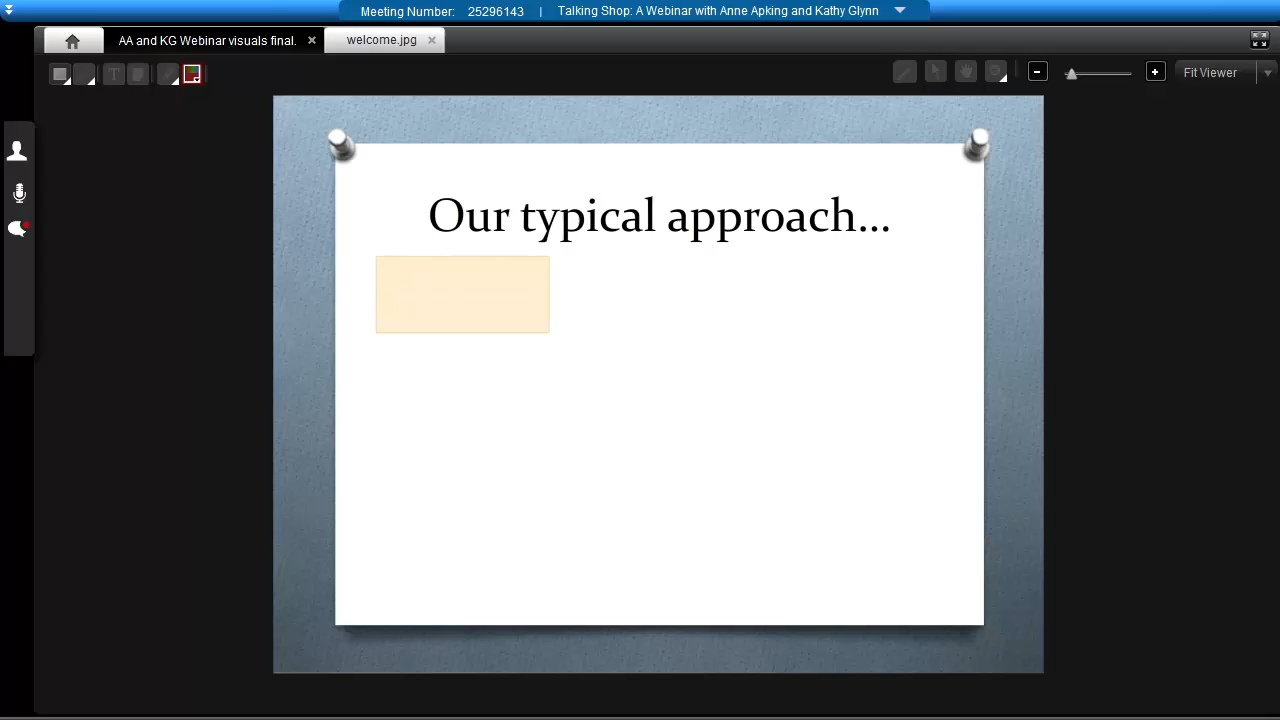 Meeting Number: 25296143 | Talking Shop: A Webinar with Anne Apking and Kathy Glynn
AA and KG Webinar visuals final.
welcome.jpg
T
Fit Viewer
Our typical approach...